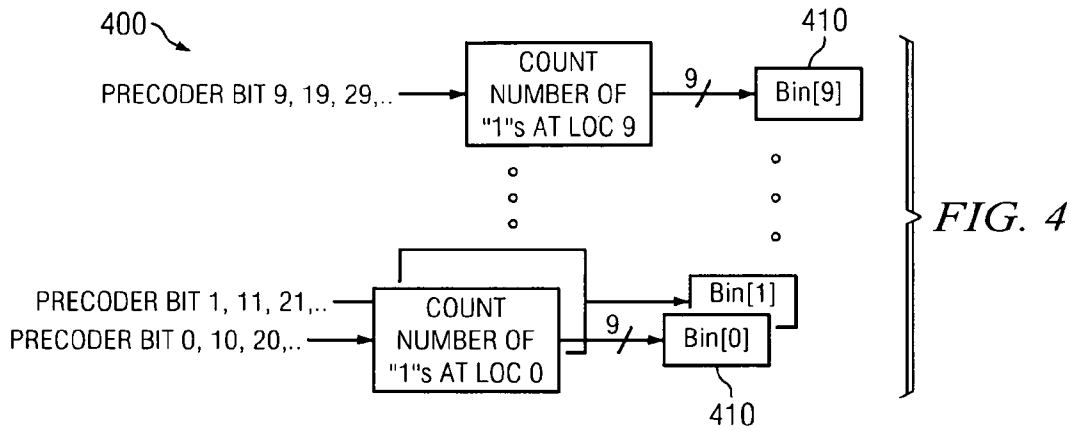 400
PRECODER BIT 9, 19, 29,..
COUNT
NUMBER OF
"1"s AT LOC 9
9
410
Bin[9]
FIG. 4
PRECODER BIT 1, 11, 21,..
PRECODER BIT 0, 10, 20,..
COUNT
NUMBER OF
"1"s AT LOC 0
9
Bin[1]
Bin[0]
410